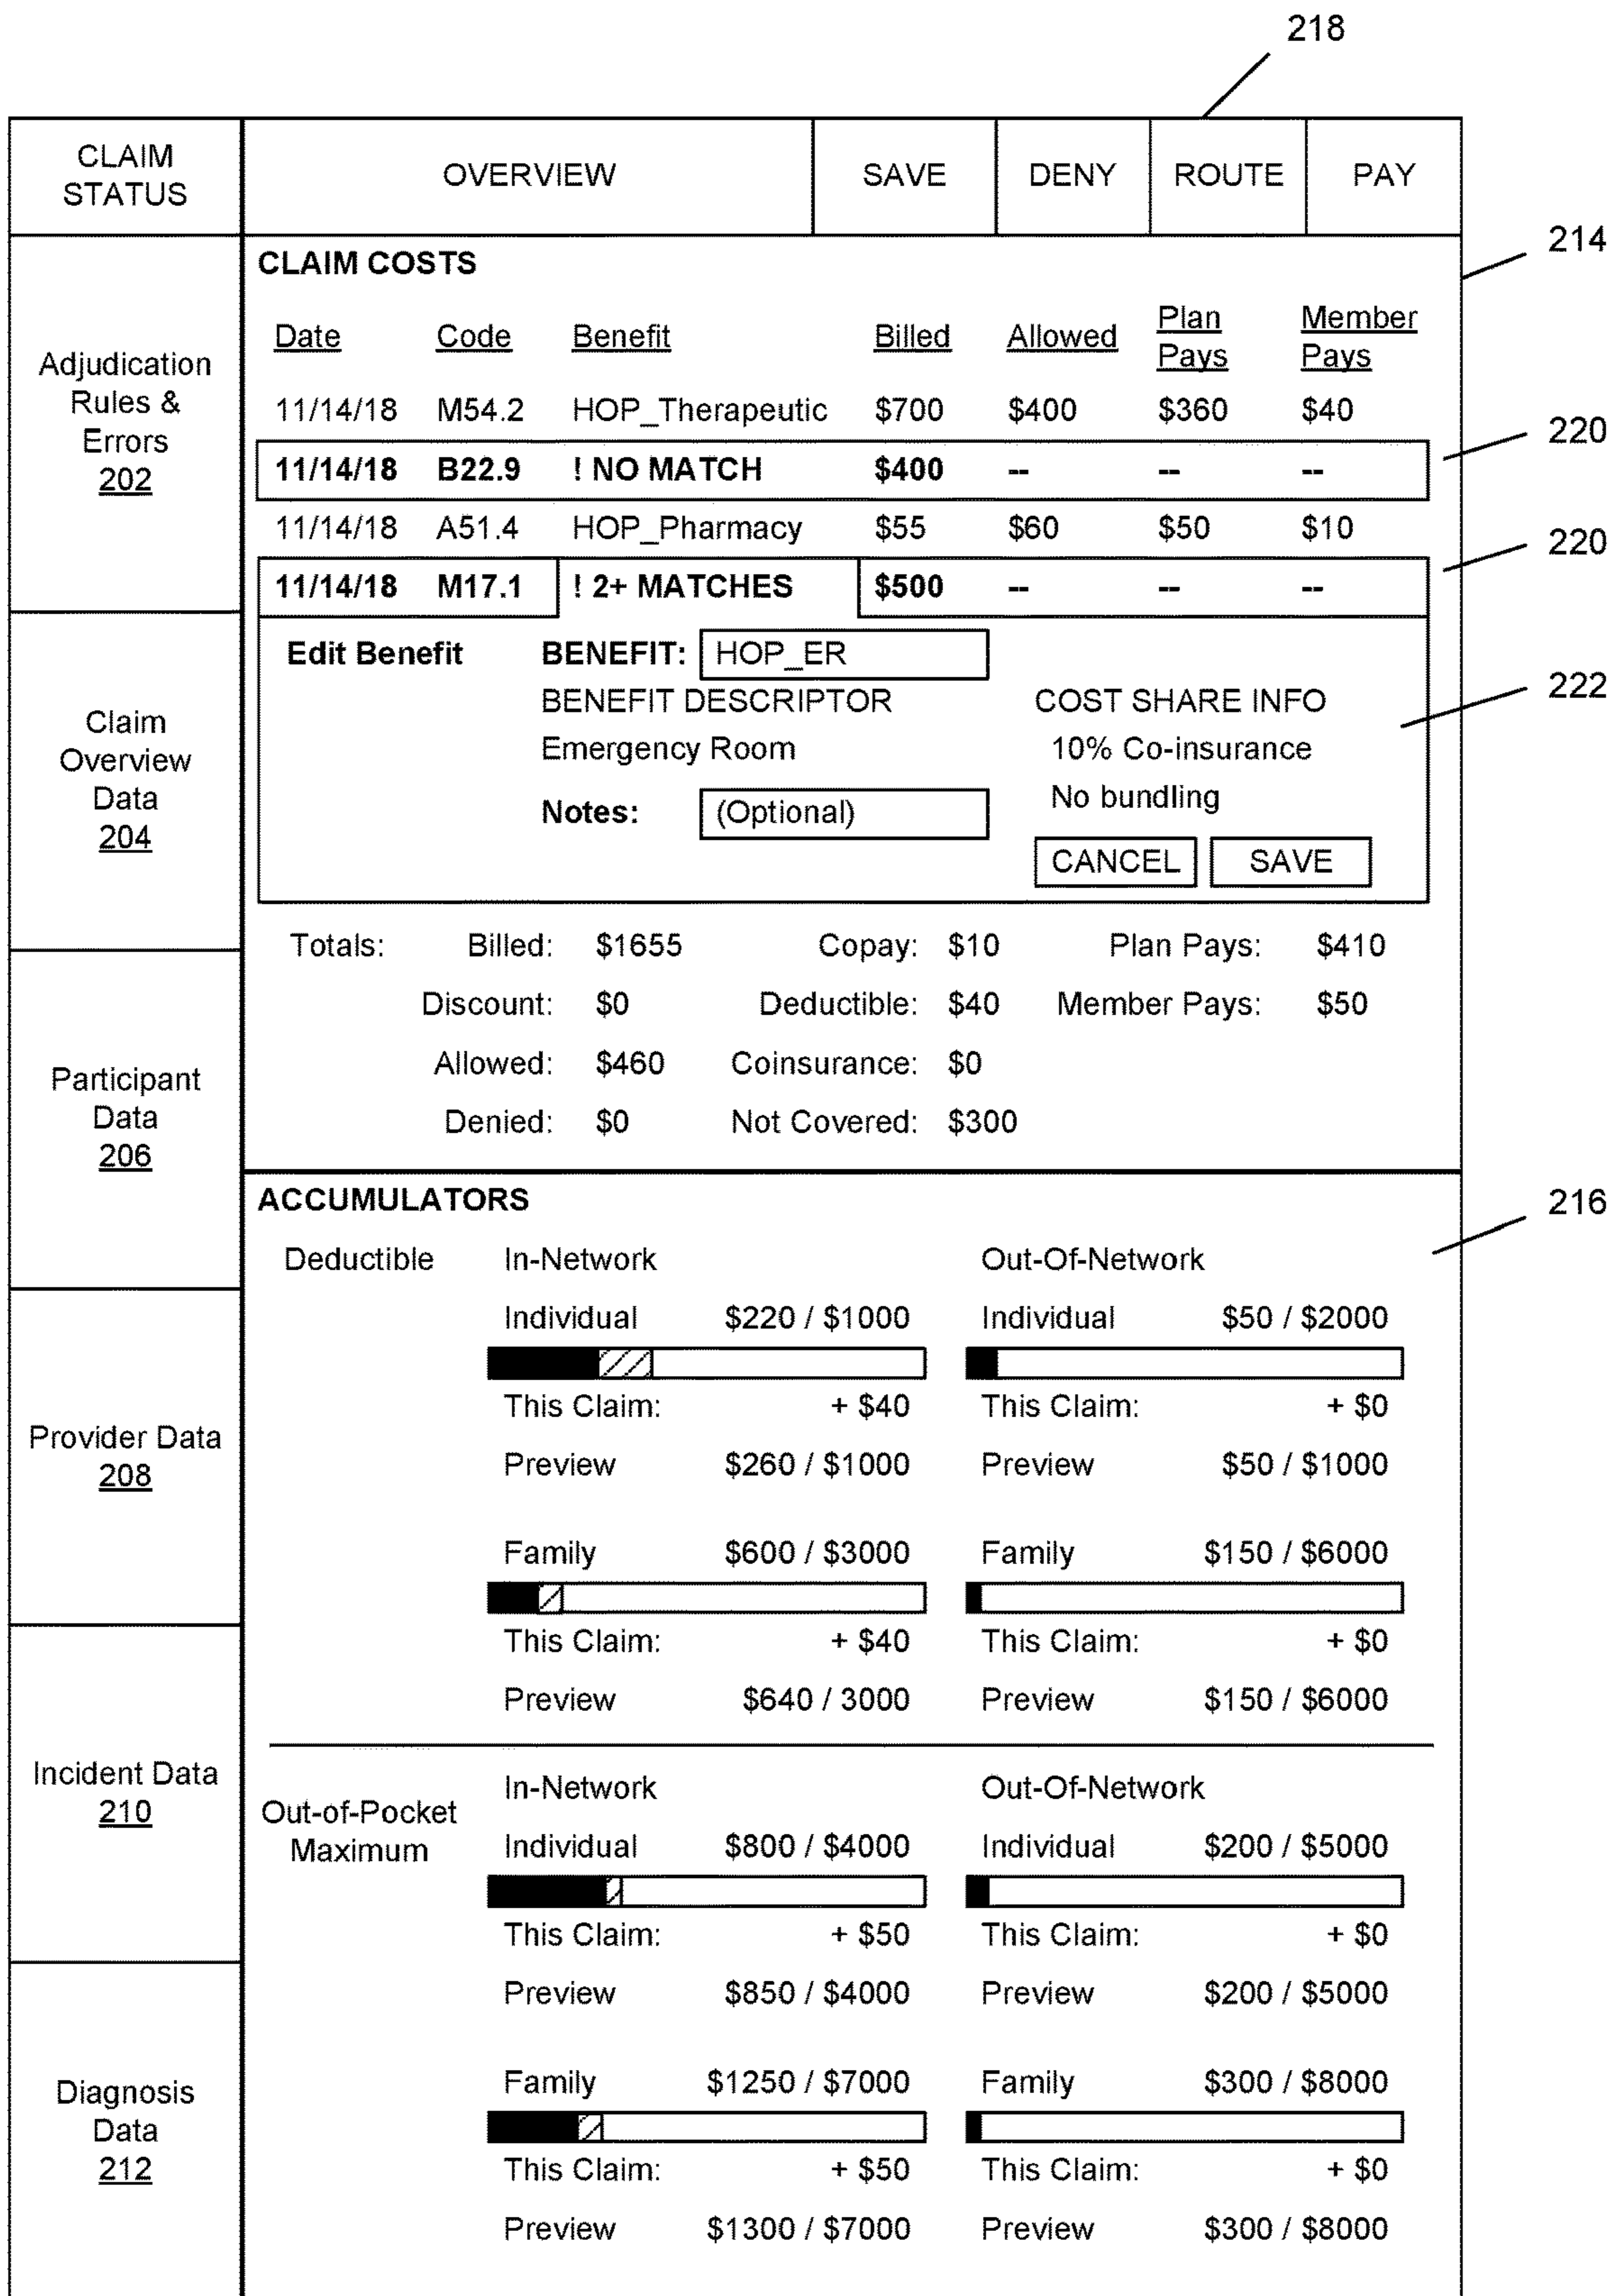 218
CLAIM STATUS
OVERVIEW SAVE DENY ROUTE PAY
214
Adjudication
Rules &
Errors
202
Claim
Overview
Data
204
Participant
Data
206
Provider Data
208
Incident Data
210
Diagnosis
Data
212
CLAIM COSTS
Date Code Benefit Billed Allowed Plan Pays Member Pays
11/14/18 M54.2 HOP_Therapeutic $700 $400 $360 $40
220
11/14/18 B22.9 ! NO MATCH $400 -- -- --
11/14/18 A51.4 HOP_Pharmacy $55 $60 $50 $10
220
11/14/18 M17.1 ! 2+ MATCHES $500 -- -- --
Edit Benefit BENEFIT: HOP_ER
222
BENEFIT DESCRIPTOR COST SHARE INFO
Emergency Room 10% Co-insurance
No bundling
Notes: (Optional)
CANCEL SAVE
Totals: Billed: $1655 Copay: $10 Plan Pays: $410
Discount: $0 Deductible: $40 Member Pays: $50
Allowed: $460 Coinsurance: $0
Denied: $0 Not Covered: $300
ACCUMULATORS
216
Deductible In-Network Out-Of-Network
Individual $220 / $1000 Individual $50 / $2000
This Claim: + $40 This Claim: + $0
Preview $260 / $1000 Preview $50 / $1000
Family $600 / $3000 Family $150 / $6000
This Claim: + $40 This Claim: + $0
Preview $640 / 3000 Preview $150 / $6000
Out-of-Pocket
Maximum
In-Network Out-Of-Network
Individual $800 / $4000 Individual $200 / $5000
This Claim: + $50 This Claim: + $0
Preview $850 / $4000 Preview $200 / $5000
Family $1250 / $7000 Family $300 / $8000
This Claim: + $50 This Claim: + $0
Preview $1300 / $7000 Preview $300 / $8000